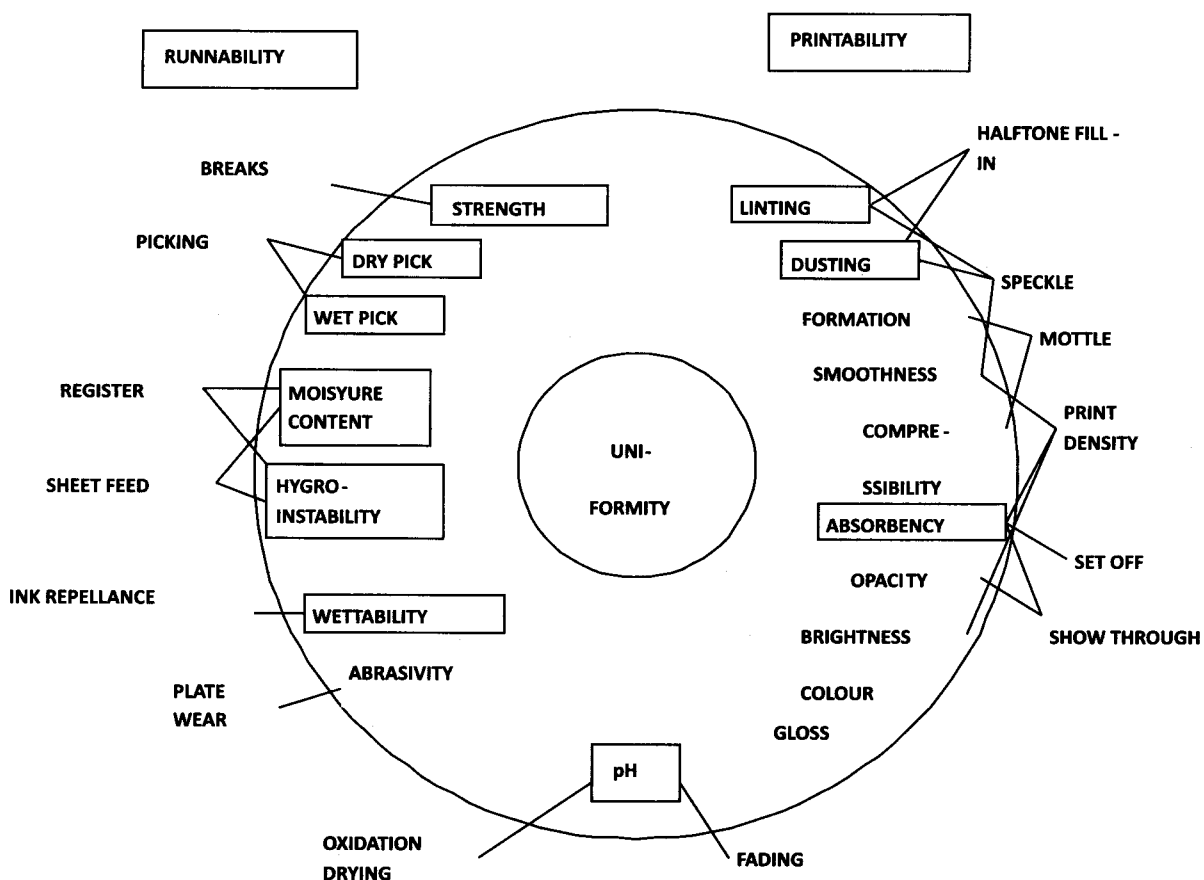 RUNNABILITY
PRINTABILITY
HALFTONE FILL -
IN
BREAKS
STRENGTH
LINTING
PICKING
DRY PICK
DUSTING
SPECKLE
WET PICK
FORMATION
MOTTLE
REGISTER
MOISYURE
CONTENT
SMOOTHNESS
PRINT
DENSITY
COMPRE -
UNI-
FORMITY
SHEET FEED
HYGRO-
INSTABILITY
SSIBILITY
ABSORBENCY
SET OFF
OPACITY
INK REPELLANCE
WETTABILITY
BRIGHTNESS
SHOW THROUGH
ABRASIVITY
PLATE
WEAR
COLOUR
GLOSS
pH
OXIDATION
DRYING
FADING